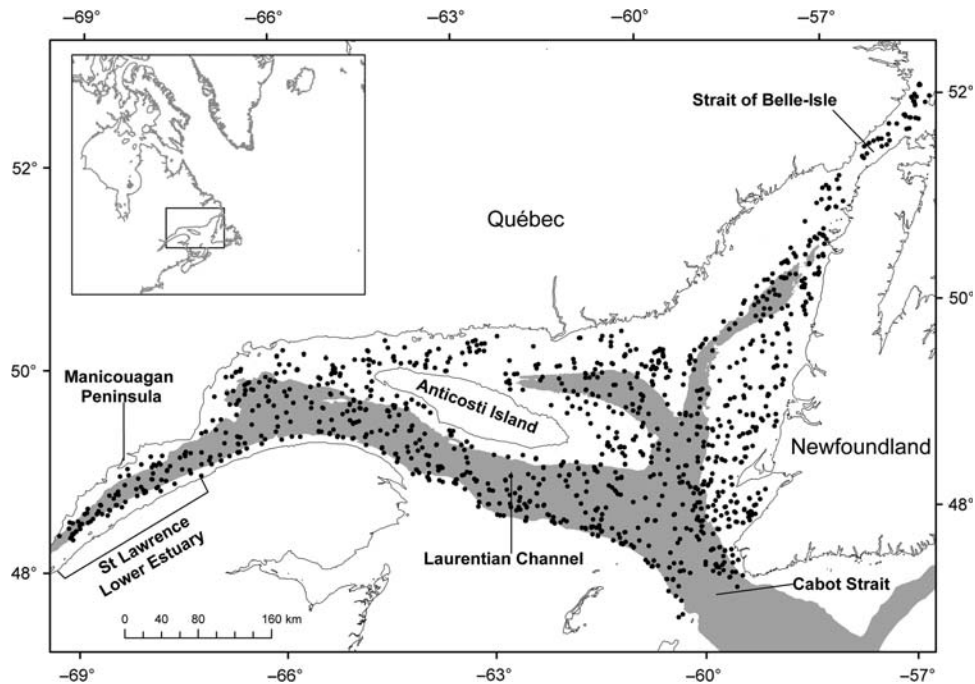 −69° −66° −63° −60° −57°
Strait of Belle-Isle
52°
52°
Québec
50°
50°
Manicouagan
Peninsula
Anticosti Island
Newfoundland
48°
St Lawrence
Lower Estuary
Laurentian Channel
Cabot Strait
48°
0 40 80 160 km
−69° −66° −63° −60° −57°